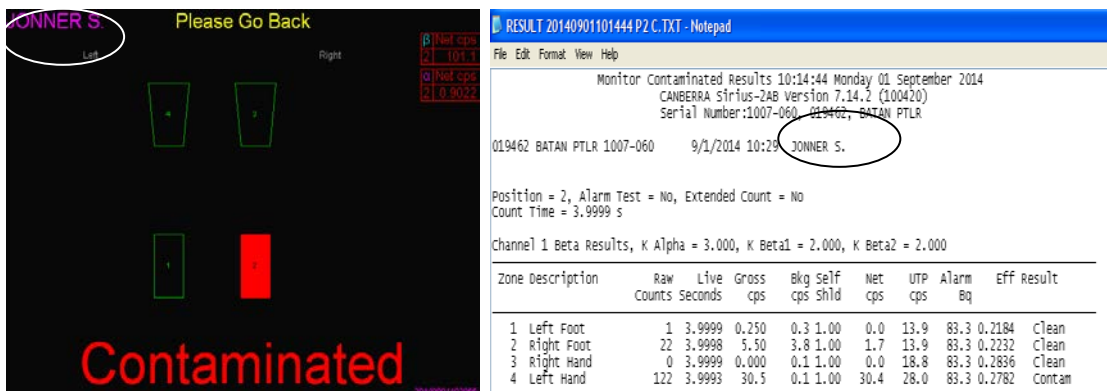 JONNER S.
Please Go Back
Left
Right
β Net cps
2 101.1
α Net cps
2 0.9022
4
3
1
2
Contaminated
RESULT 20140901101444 P2 C.TXT - Notepad
File Edit Format View Help
Monitor Contaminated Results 10:14:44 Monday 01 September 2014
CANBERRA Sirius-2AB Version 7.14.2 (100420)
Serial Number:1007-060, 019462, BATAN PTLR
019462 BATAN PTLR 1007-060 9/1/2014 10:29 JONNER S.
Position = 2, Alarm Test = No, Extended Count = No
Count Time = 3.9999 s
Channel 1 Beta Results, K Alpha = 3.000, K Beta1 = 2.000, K Beta2 = 2.000
Zone Description Raw Live Gross Bkg Self Net UTP Alarm Eff Result
Counts Seconds cps cps Shld cps cps Bq
1 Left Foot 1 3.9999 0.250 0.3 1.00 0.0 13.9 83.3 0.2184 Clean
2 Right Foot 22 3.9998 5.50 3.8 1.00 1.7 13.9 83.3 0.2232 Clean
3 Right Hand 0 3.9999 0.000 0.1 1.00 0.0 18.8 83.3 0.2836 Clean
4 Left Hand 122 3.9993 30.5 0.1 1.00 30.4 28.0 83.3 0.2782 Contam